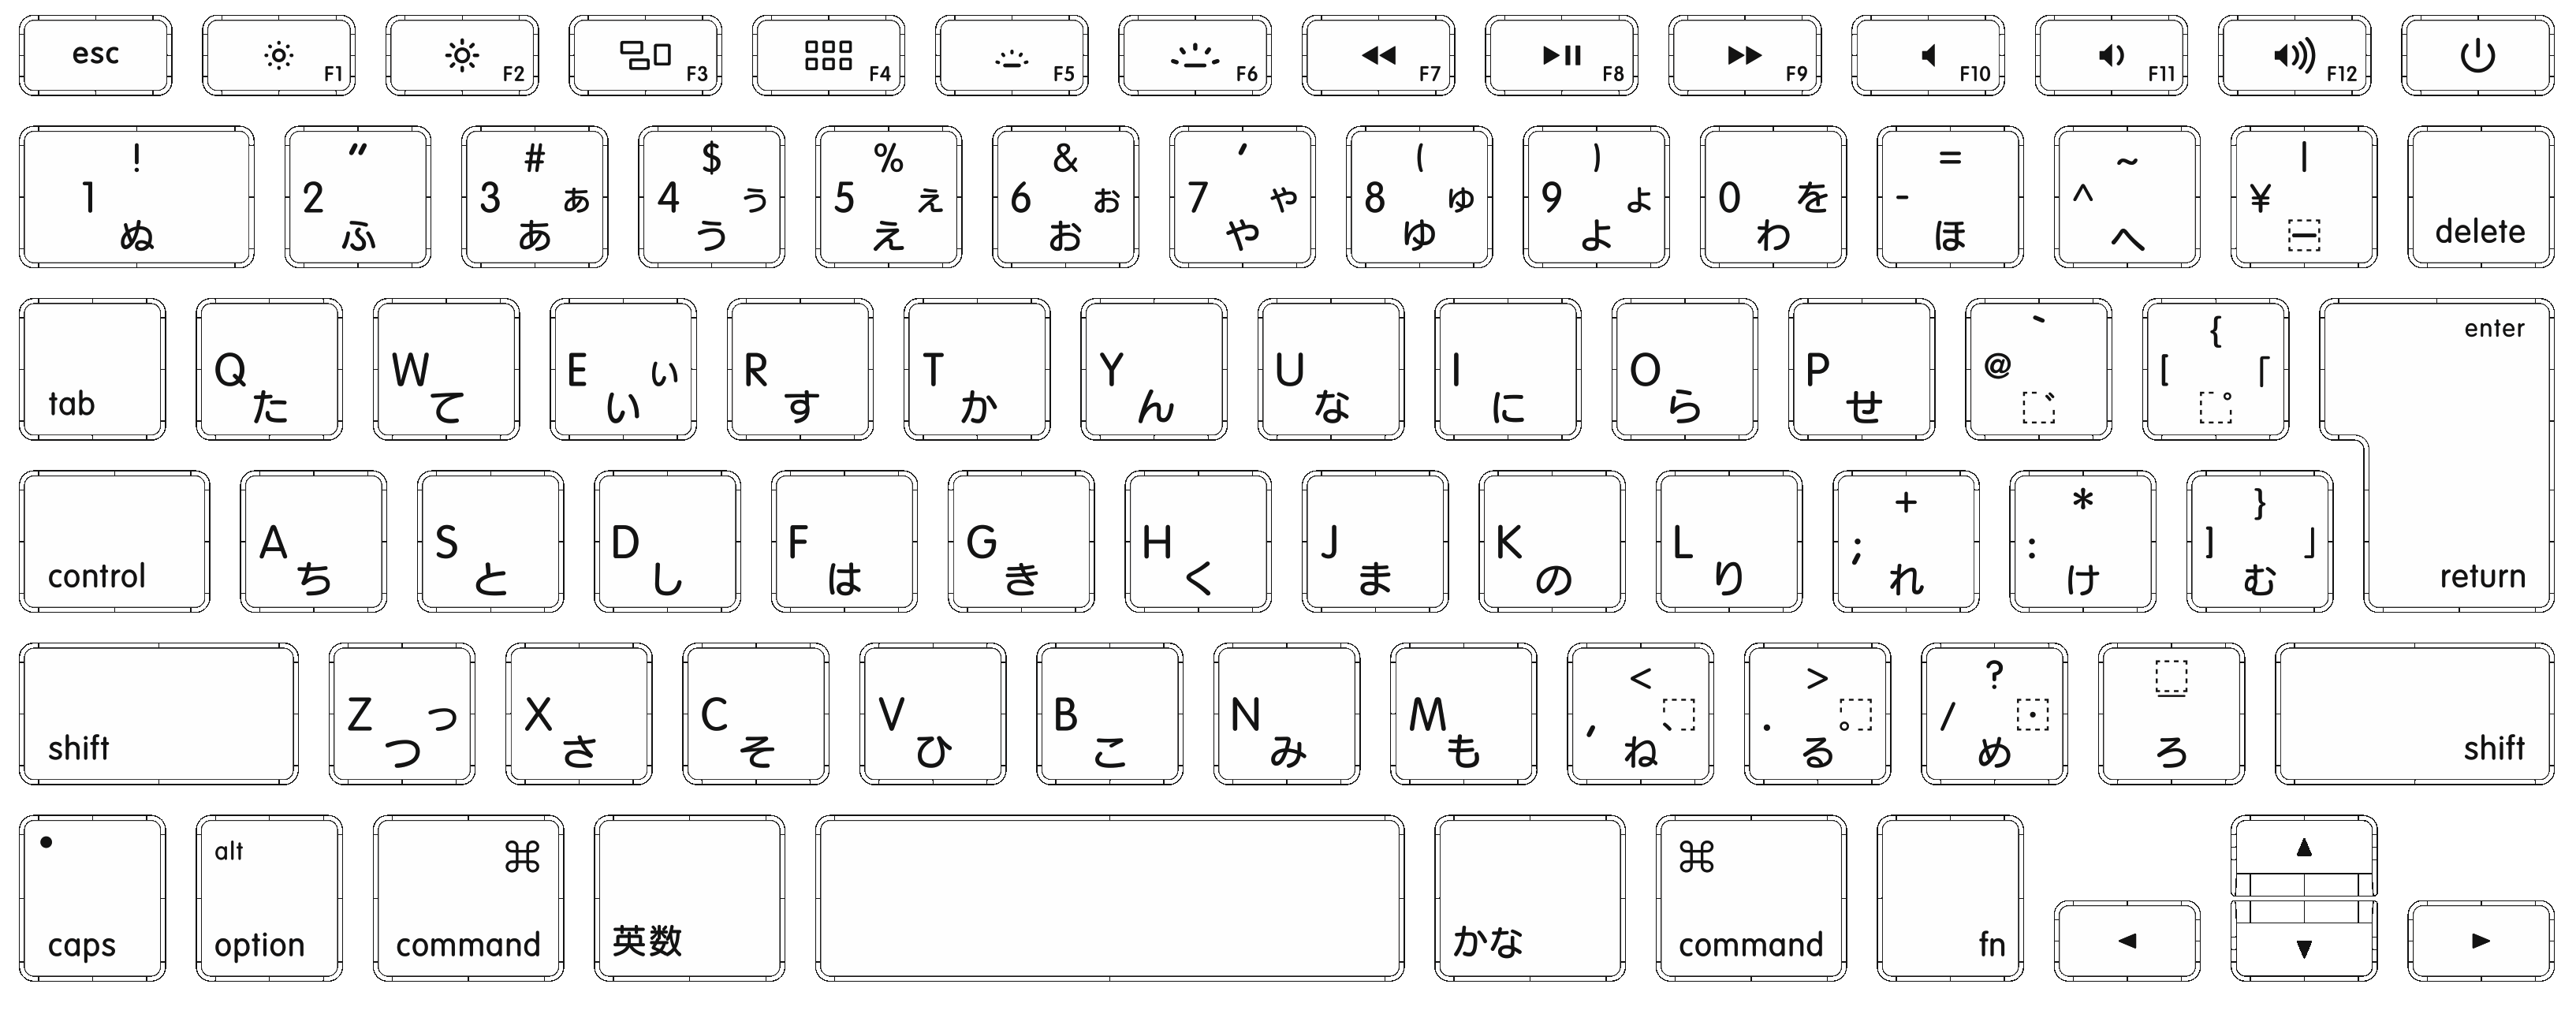 esc F1 F2 F3 F4 F5 F6 F7 F8 F9 F10 F11 F12
! " # $ % & ' ( ) = ~ |
1 2 3 ぁ 4 ぅ 5 ぇ 6 ぉ 7 ゃ 8 ゅ 9 ょ 0 を - ^ ¥
ぬ ふ あ う え お や ゆ よ わ ほ へ ー delete
` { enter
Q W E ぃ R T Y U I O P @ [ 「
tab た て い す か ん な に ら せ ゛ ゜
+ * }
A S D F G H J K L ; : ] 」
control ち と し は き く ま の り れ け む return
< > ? _
Z っ X C V B N M , 、 . 。 / ・
shift つ さ そ ひ こ み も ね る め ろ shift
alt ⌘ ⌘ ▲
caps option command 英数 かな command fn ◀ ▼ ▶